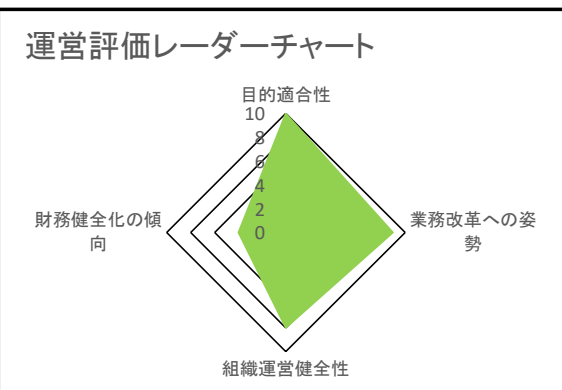 運営評価レーダーチャート
目的適合性
10
8
6
4
2
0
財務健全化の傾
向
業務改革への姿
勢
組織運営健全性